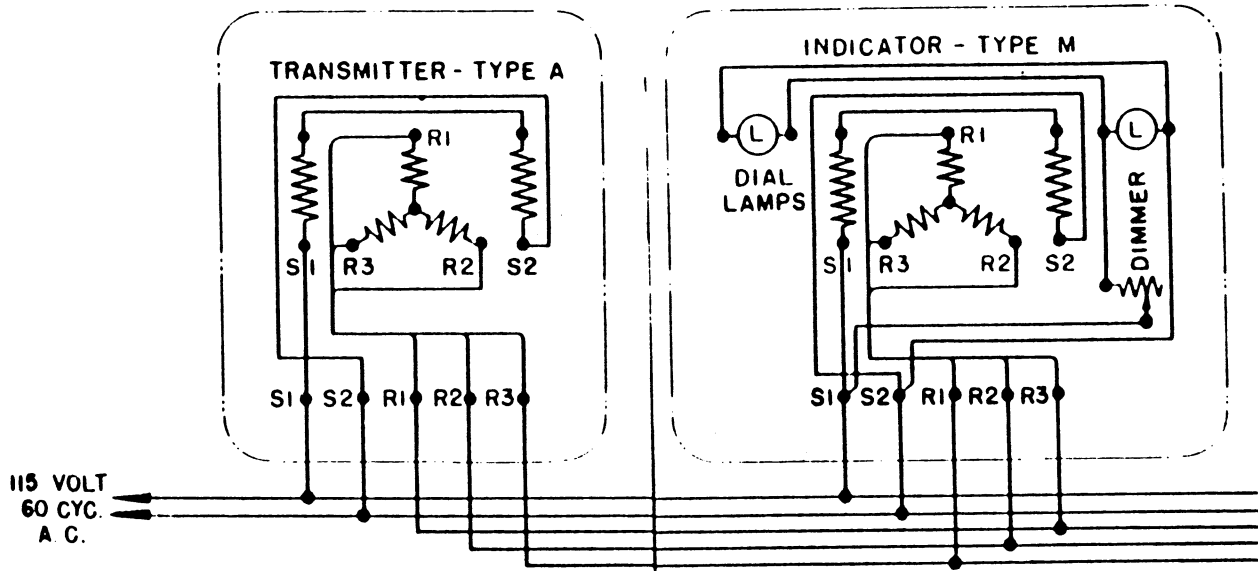 TRANSMITTER - TYPE A
R1
S1 R3 R2 S2
S1 S2 R1 R2 R3
INDICATOR - TYPE M
L
DIAL
LAMPS
R1
L
DIMMER
S1 R3 R2 S2
S1 S2 R1 R2 R3
115 VOLT
60 CYC.
A.C.